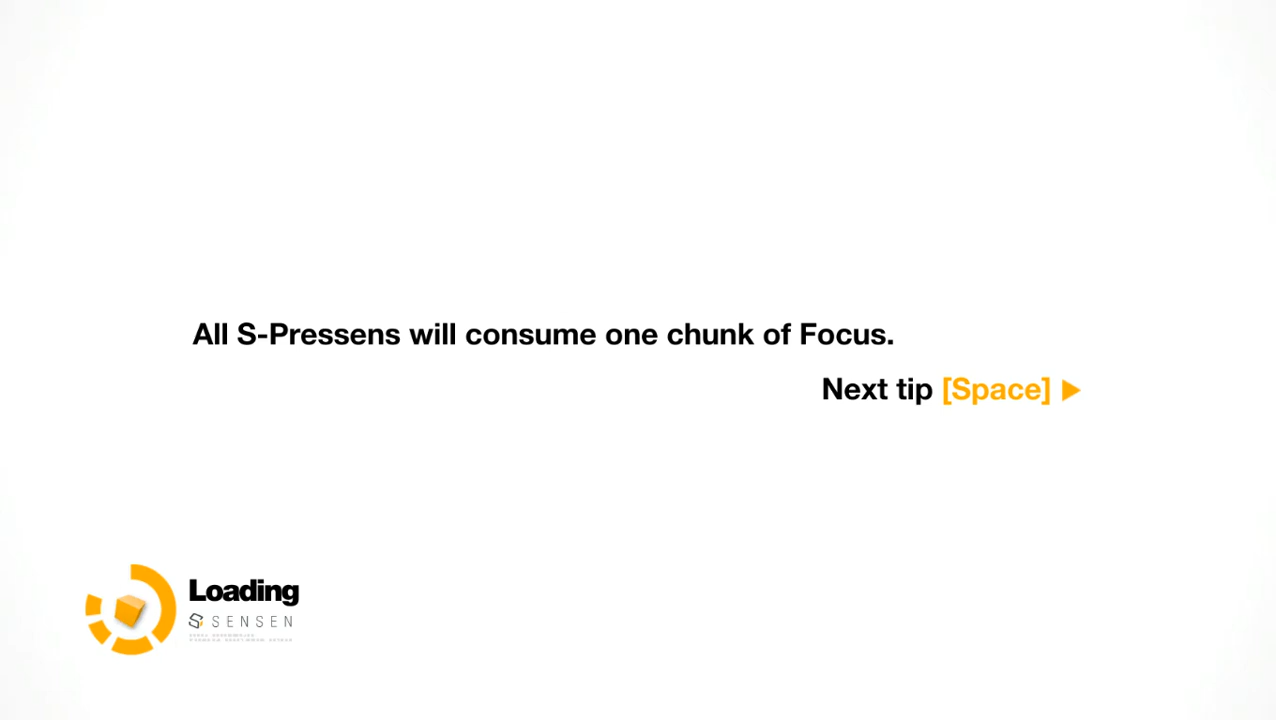 All S-Pressens will consume one chunk of Focus.
Next tip [Space]
Loading
SENSEN